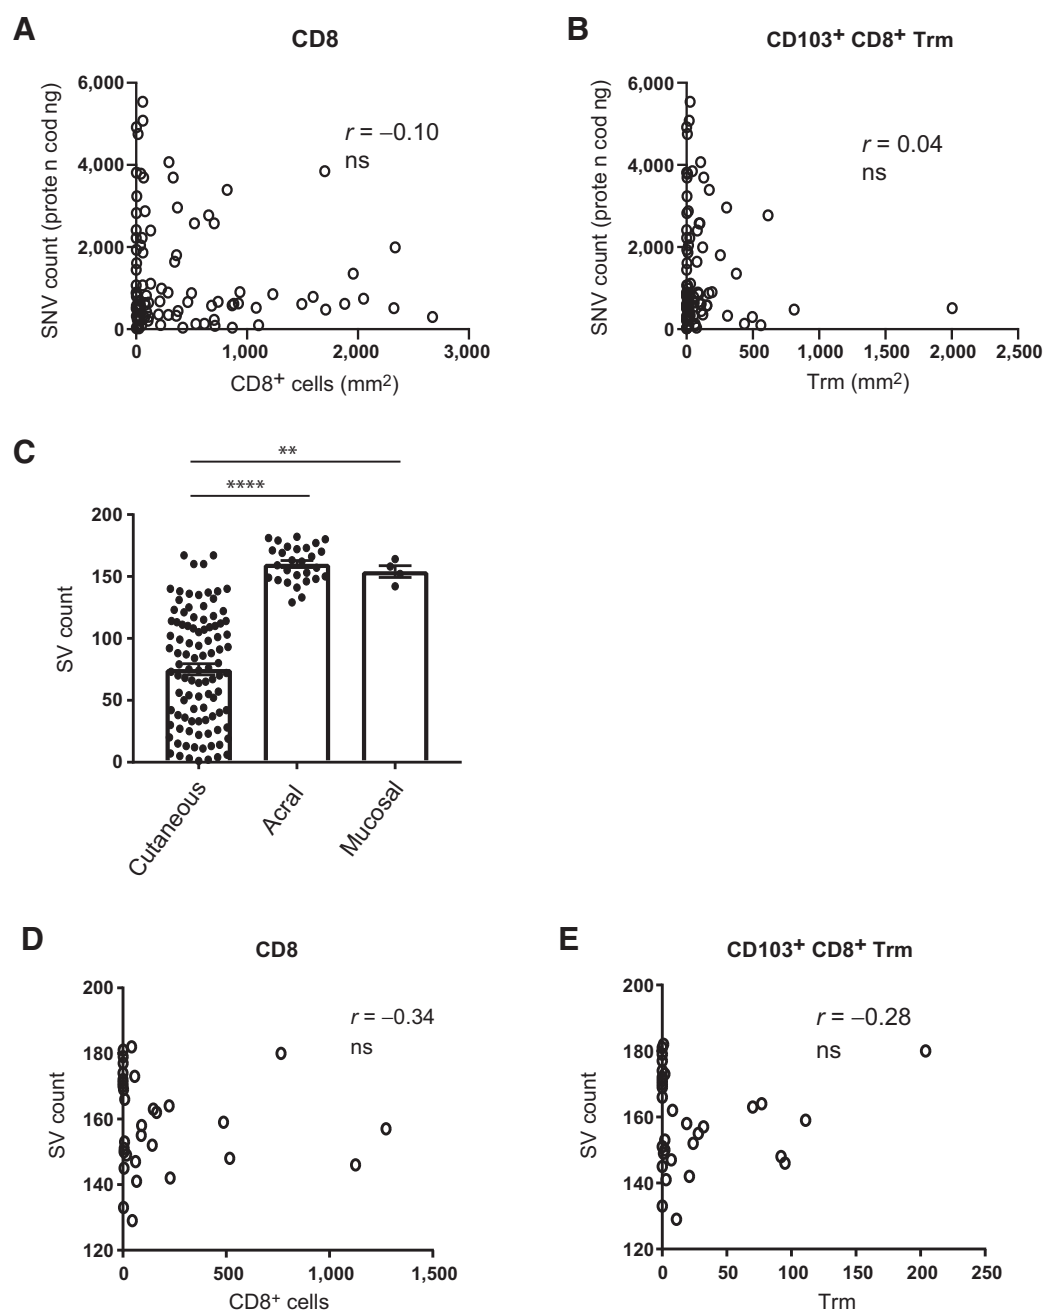 A
CD8
SNV count (prote n cod ng)
6,000
4,000
2,000
0
r = –0.10
ns
0 1,000 2,000 3,000
CD8+ cells (mm2)
B
CD103+ CD8+ Trm
SNV count (prote n cod ng)
6,000
4,000
2,000
0
r = 0.04
ns
0 500 1,000 1,500 2,000 2,500
Trm (mm2)
C
**
****
SV count
200
150
100
50
0
Cutaneous
Acral
Mucosal
D
CD8
SV count
200
180
160
140
120
r = –0.34
ns
0 500 1,000 1,500
CD8+ cells
E
CD103+ CD8+ Trm
SV count
200
180
160
140
120
r = –0.28
ns
0 50 100 150 200 250
Trm